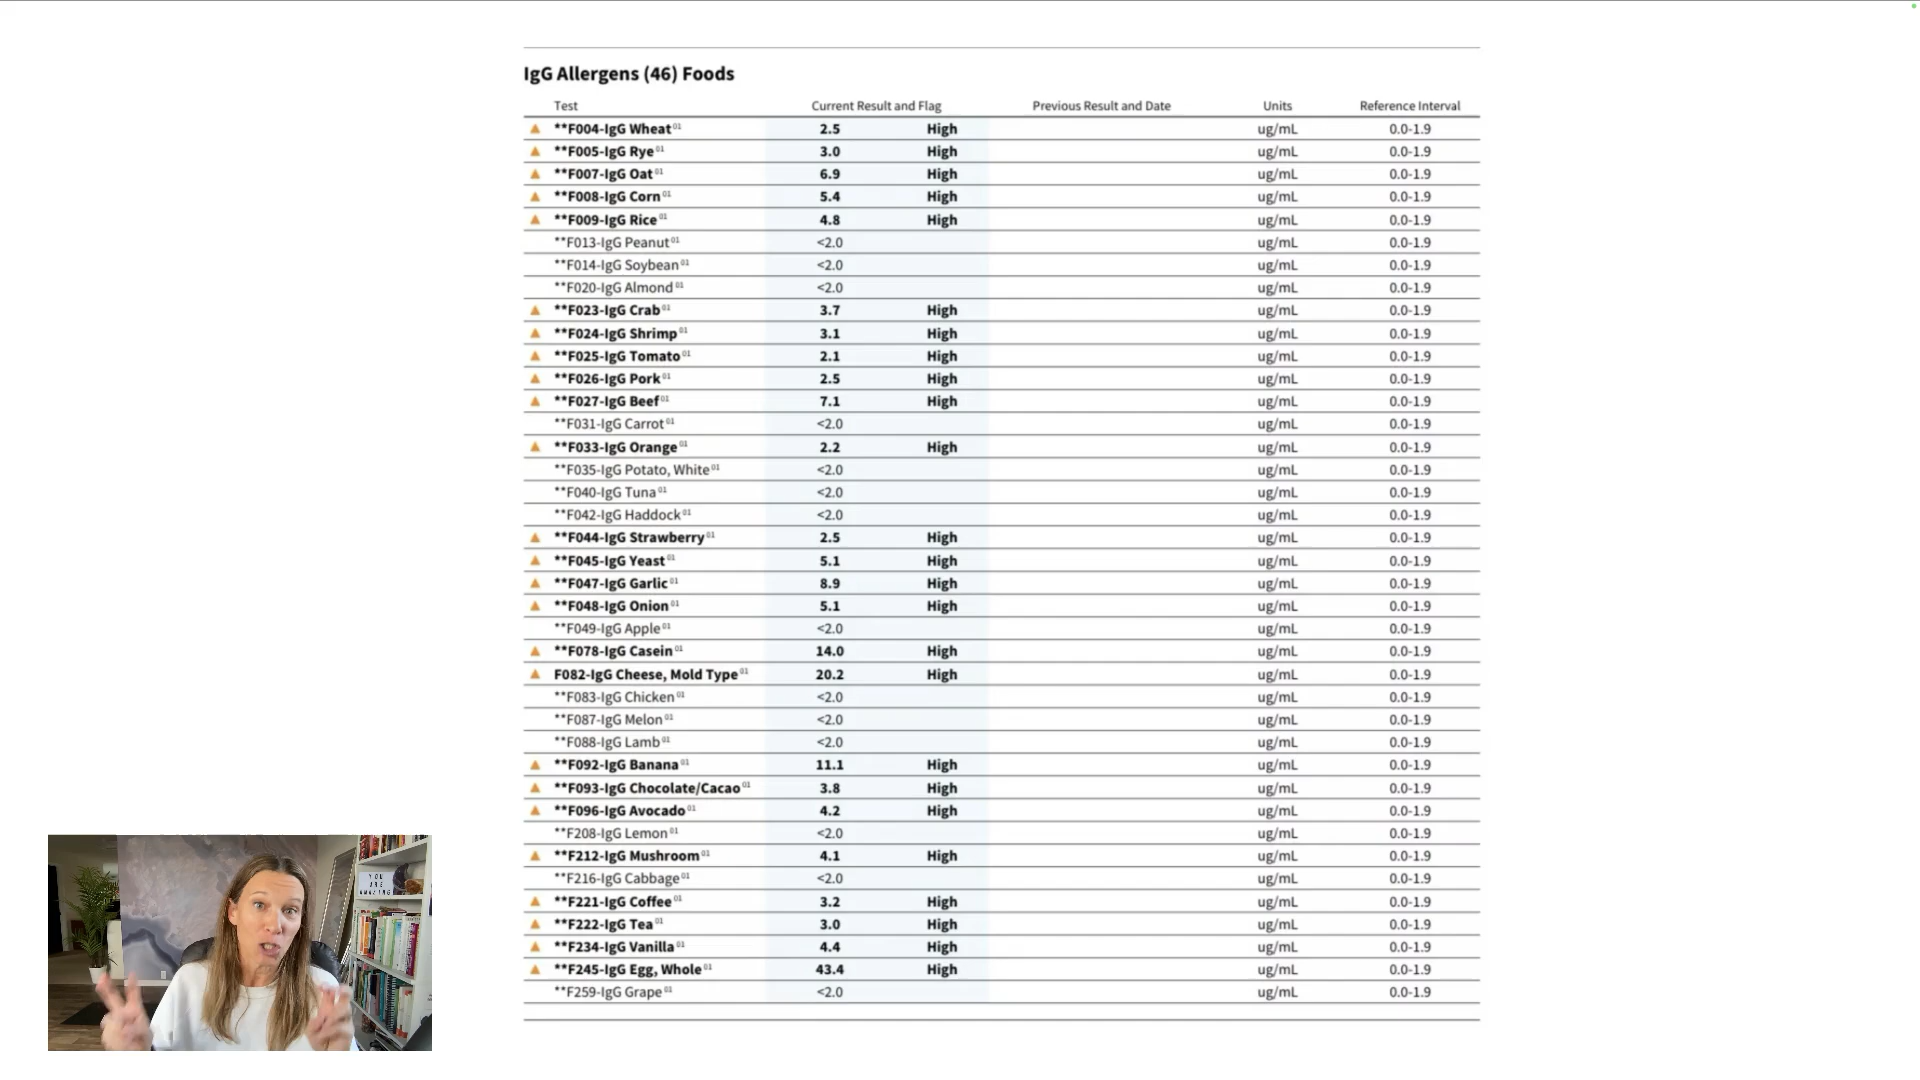 IgG Allergens (46) Foods
Test Current Result and Flag Previous Result and Date Units Reference Interval
▲ **F004-IgG Wheat 01 2.5 High ug/mL 0.0-1.9
▲ **F005-IgG Rye 01 3.0 High ug/mL 0.0-1.9
▲ **F007-IgG Oat 01 6.9 High ug/mL 0.0-1.9
▲ **F008-IgG Corn 01 5.4 High ug/mL 0.0-1.9
▲ **F009-IgG Rice 01 4.8 High ug/mL 0.0-1.9
**F013-IgG Peanut 01 <2.0 ug/mL 0.0-1.9
**F014-IgG Soybean 01 <2.0 ug/mL 0.0-1.9
**F020-IgG Almond 01 <2.0 ug/mL 0.0-1.9
▲ **F023-IgG Crab 01 3.7 High ug/mL 0.0-1.9
▲ **F024-IgG Shrimp 01 3.1 High ug/mL 0.0-1.9
▲ **F025-IgG Tomato 01 2.1 High ug/mL 0.0-1.9
▲ **F026-IgG Pork 01 2.5 High ug/mL 0.0-1.9
▲ **F027-IgG Beef 01 7.1 High ug/mL 0.0-1.9
**F031-IgG Carrot 01 <2.0 ug/mL 0.0-1.9
▲ **F033-IgG Orange 01 2.2 High ug/mL 0.0-1.9
**F035-IgG Potato, White 01 <2.0 ug/mL 0.0-1.9
**F040-IgG Tuna 01 <2.0 ug/mL 0.0-1.9
**F042-IgG Haddock 01 <2.0 ug/mL 0.0-1.9
▲ **F044-IgG Strawberry 01 2.5 High ug/mL 0.0-1.9
▲ **F045-IgG Yeast 01 5.1 High ug/mL 0.0-1.9
▲ **F047-IgG Garlic 01 8.9 High ug/mL 0.0-1.9
▲ **F048-IgG Onion 01 5.1 High ug/mL 0.0-1.9
**F049-IgG Apple 01 <2.0 ug/mL 0.0-1.9
▲ **F078-IgG Casein 01 14.0 High ug/mL 0.0-1.9
▲ F082-IgG Cheese, Mold Type 01 20.2 High ug/mL 0.0-1.9
**F083-IgG Chicken 01 <2.0 ug/mL 0.0-1.9
**F087-IgG Melon 01 <2.0 ug/mL 0.0-1.9
**F088-IgG Lamb 01 <2.0 ug/mL 0.0-1.9
▲ **F092-IgG Banana 01 11.1 High ug/mL 0.0-1.9
▲ **F093-IgG Chocolate/Cacao 01 3.8 High ug/mL 0.0-1.9
▲ **F096-IgG Avocado 01 4.2 High ug/mL 0.0-1.9
**F208-IgG Lemon 01 <2.0 ug/mL 0.0-1.9
▲ **F212-IgG Mushroom 01 4.1 High ug/mL 0.0-1.9
**F216-IgG Cabbage 01 <2.0 ug/mL 0.0-1.9
▲ **F221-IgG Coffee 01 3.2 High ug/mL 0.0-1.9
▲ **F222-IgG Tea 01 3.0 High ug/mL 0.0-1.9
▲ **F234-IgG Vanilla 01 4.4 High ug/mL 0.0-1.9
▲ **F245-IgG Egg, Whole 01 43.4 High ug/mL 0.0-1.9
**F259-IgG Grape 01 <2.0 ug/mL 0.0-1.9
YOU
ARE
AMAZING